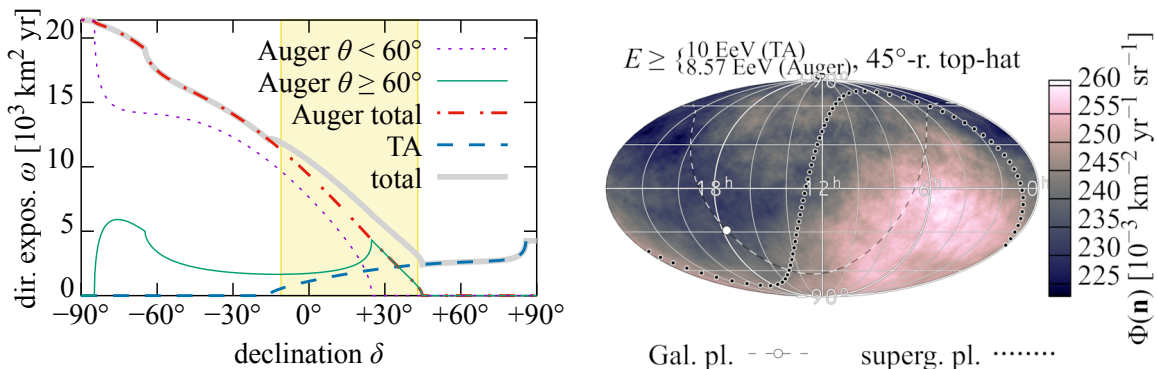 dir. expos. ω [10³ km² yr]
20
15
10
5
0
Auger θ < 60°
Auger θ ≥ 60°
Auger total
TA
total
−90° −60° −30° 0° +30° +60° +90°
declination δ
E ≥ {10 EeV (TA) 8.57 EeV (Auger), 45°-r. top-hat
+90°
18ʰ 12ʰ 6ʰ 0ʰ
−90°
Gal. pl. superg. pl.
260
255
250
245
240
235
230
225
Φ(n) [10⁻³ km⁻² yr⁻¹ sr⁻¹]